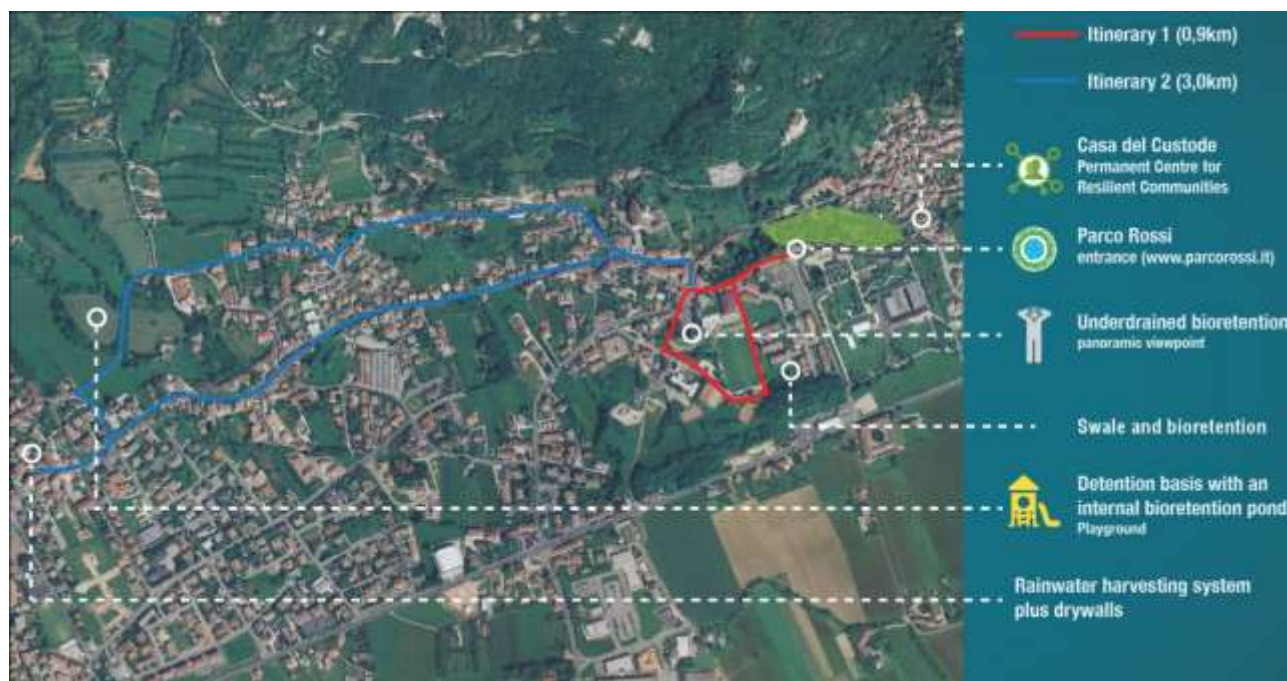 Itinerary 1 (0,9km)
Itinerary 2 (3,0km)
Casa del Custode
Permanent Centre for
Resilient Communities
Parco Rossi
entrance (www.parcorossi.it)
Underdrained bioretention
panoramic viewpoint
Swale and bioretention
Detention basis with an
internal bioretention pond
Playground
Rainwater harvesting system
plus drywalls